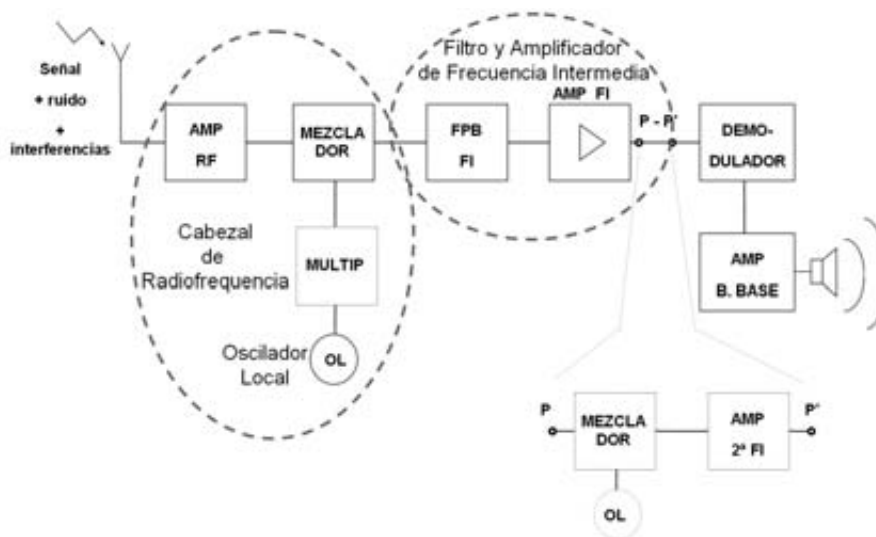 Señal
+ ruido
+
interferencias
AMP
RF
MEZCLA
DOR
Cabezal
de
Radiofrequencia
MULTIP
Oscilador
Local
OL
Filtro y Amplificador
de Frecuencia Intermedia
FPB
FI
AMP FI
P - P'
DEMO-
DULADOR
AMP
B. BASE
P
MEZCLA
DOR
AMP
2ª FI
P'
OL